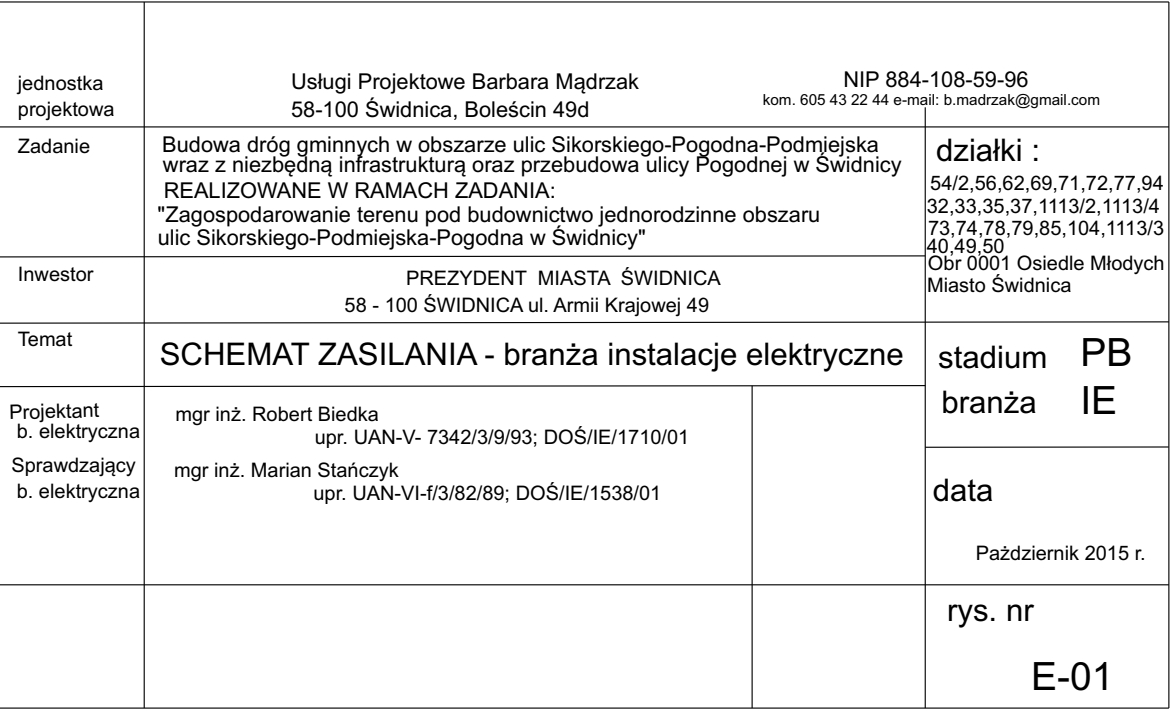 jednostka
projektowa
Usługi Projektowe Barbara Mądrzak
58-100 Świdnica, Boleścin 49d
NIP 884-108-59-96
kom. 605 43 22 44 e-mail: b.madrzak@gmail.com
Zadanie
Budowa dróg gminnych w obszarze ulic Sikorskiego-Pogodna-Podmiejska
wraz z niezbędną infrastrukturą oraz przebudowa ulicy Pogodnej w Świdnicy
REALIZOWANE W RAMACH ZADANIA:
"Zagospodarowanie terenu pod budownictwo jednorodzinne obszaru
ulic Sikorskiego-Podmiejska-Pogodna w Świdnicy"
działki :
54/2,56,62,69,71,72,77,94
32,33,35,37,1113/2,1113/4
73,74,78,79,85,104,1113/3
40,49,50
Obr 0001 Osiedle Młodych
Miasto Świdnica
Inwestor
PREZYDENT MIASTA ŚWIDNICA
58 - 100 ŚWIDNICA ul. Armii Krajowej 49
Temat
SCHEMAT ZASILANIA - branża instalacje elektryczne
stadium PB
branża IE
Projektant
b. elektryczna
mgr inż. Robert Biedka
upr. UAN-V- 7342/3/9/93; DOŚ/IE/1710/01
Sprawdzający
b. elektryczna
mgr inż. Marian Stańczyk
upr. UAN-VI-f/3/82/89; DOŚ/IE/1538/01
data
Pażdziernik 2015 r.
rys. nr
E-01